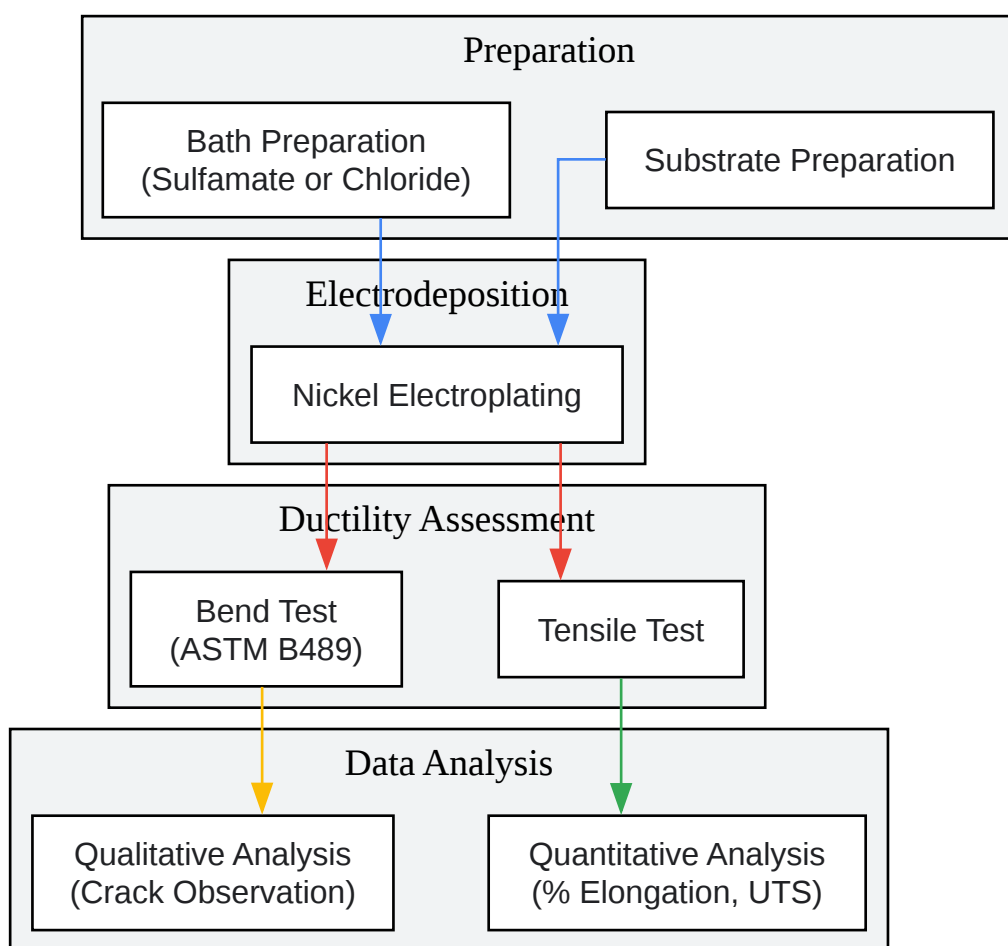 Preparation
Bath Preparation
(Sulfamate or Chloride)
Substrate Preparation
Electrodeposition
Nickel Electroplating
Ductility Assessment
Bend Test
(ASTM B489)
Tensile Test
Data Analysis
Qualitative Analysis
(Crack Observation)
Quantitative Analysis
(% Elongation, UTS)